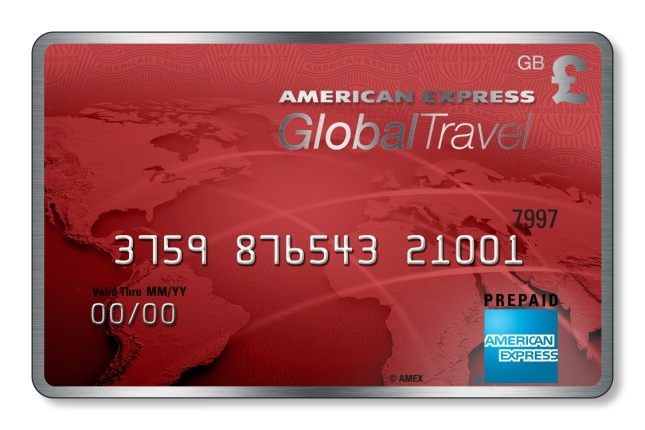 GB £
AMERICAN EXPRESS
GlobalTravel
7997
3759 876543 21001
Valid Thru MM/YY
00/00
PREPAID
AMERICAN
EXPRESS
© AMEX